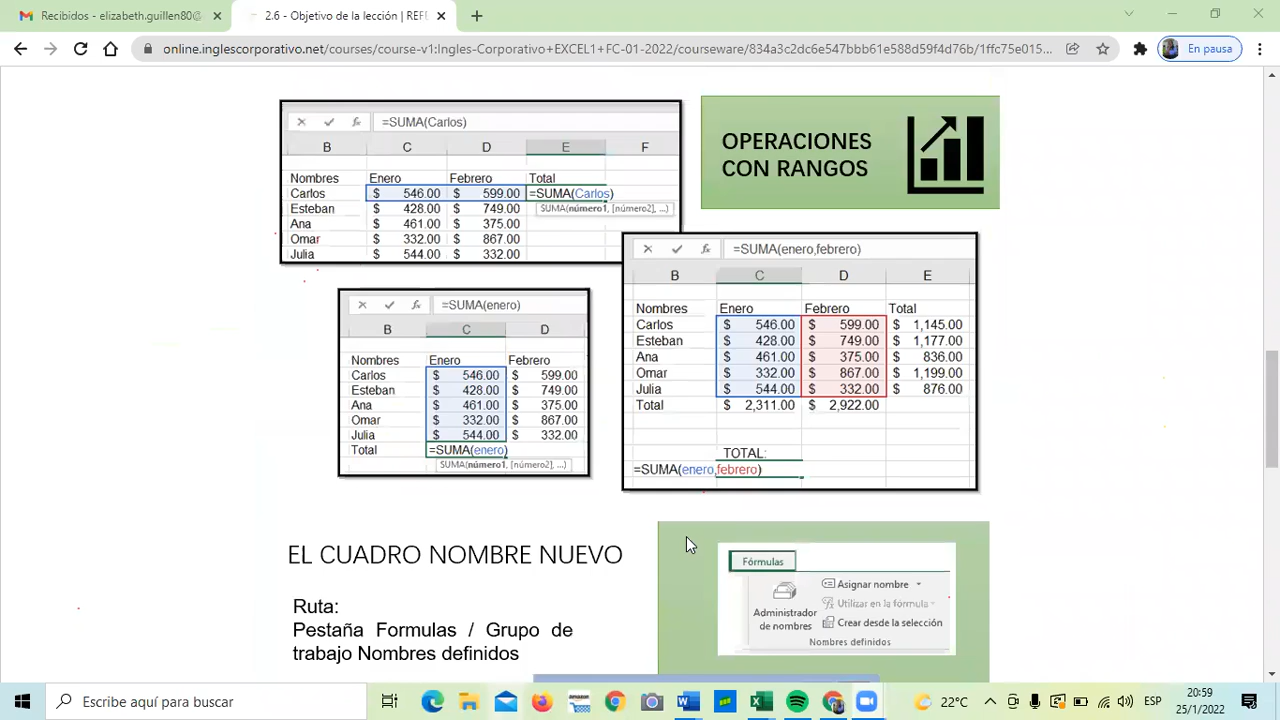 Recibidos - elizabeth.guillen80@ × 2.6 - Objetivo de la lección | REFU × +
online.inglescorporativo.net/courses/course-v1:Ingles-Corporativo+EXCEL1+FC-01-2022/courseware/834a3c2dc6e547bbb61e588d59f4d76b/1ffc75e015... En pausa
=SUMA(Carlos)
B C D E F
Nombres Enero Febrero Total
Carlos $ 546.00 $ 599.00 =SUMA(Carlos)
Esteban $ 428.00 $ 749.00 SUMA(número1, [número2], ...)
Ana $ 461.00 $ 375.00
Omar $ 332.00 $ 867.00
Julia $ 544.00 $ 332.00
OPERACIONES
CON RANGOS
=SUMA(enero,febrero)
B C D E
Nombres Enero Febrero Total
Carlos $ 546.00 $ 599.00 $ 1,145.00
Esteban $ 428.00 $ 749.00 $ 1,177.00
Ana $ 461.00 $ 375.00 $ 836.00
Omar $ 332.00 $ 867.00 $ 1,199.00
Julia $ 544.00 $ 332.00 $ 876.00
Total $ 2,311.00 $ 2,922.00
TOTAL:
=SUMA(enero,febrero)
=SUMA(enero)
B C D
Nombres Enero Febrero
Carlos $ 546.00 $ 599.00
Esteban $ 428.00 $ 749.00
Ana $ 461.00 $ 375.00
Omar $ 332.00 $ 867.00
Julia $ 544.00 $ 332.00
Total =SUMA(enero)
SUMA(número1, [número2], ...)
EL CUADRO NOMBRE NUEVO
Ruta:
Pestaña Formulas / Grupo de
trabajo Nombres definidos
Fórmulas
Administrador
de nombres
Asignar nombre
Utilizar en la fórmula
Crear desde la selección
Nombres definidos
Escribe aquí para buscar
22°C ESP 20:59
25/1/2022